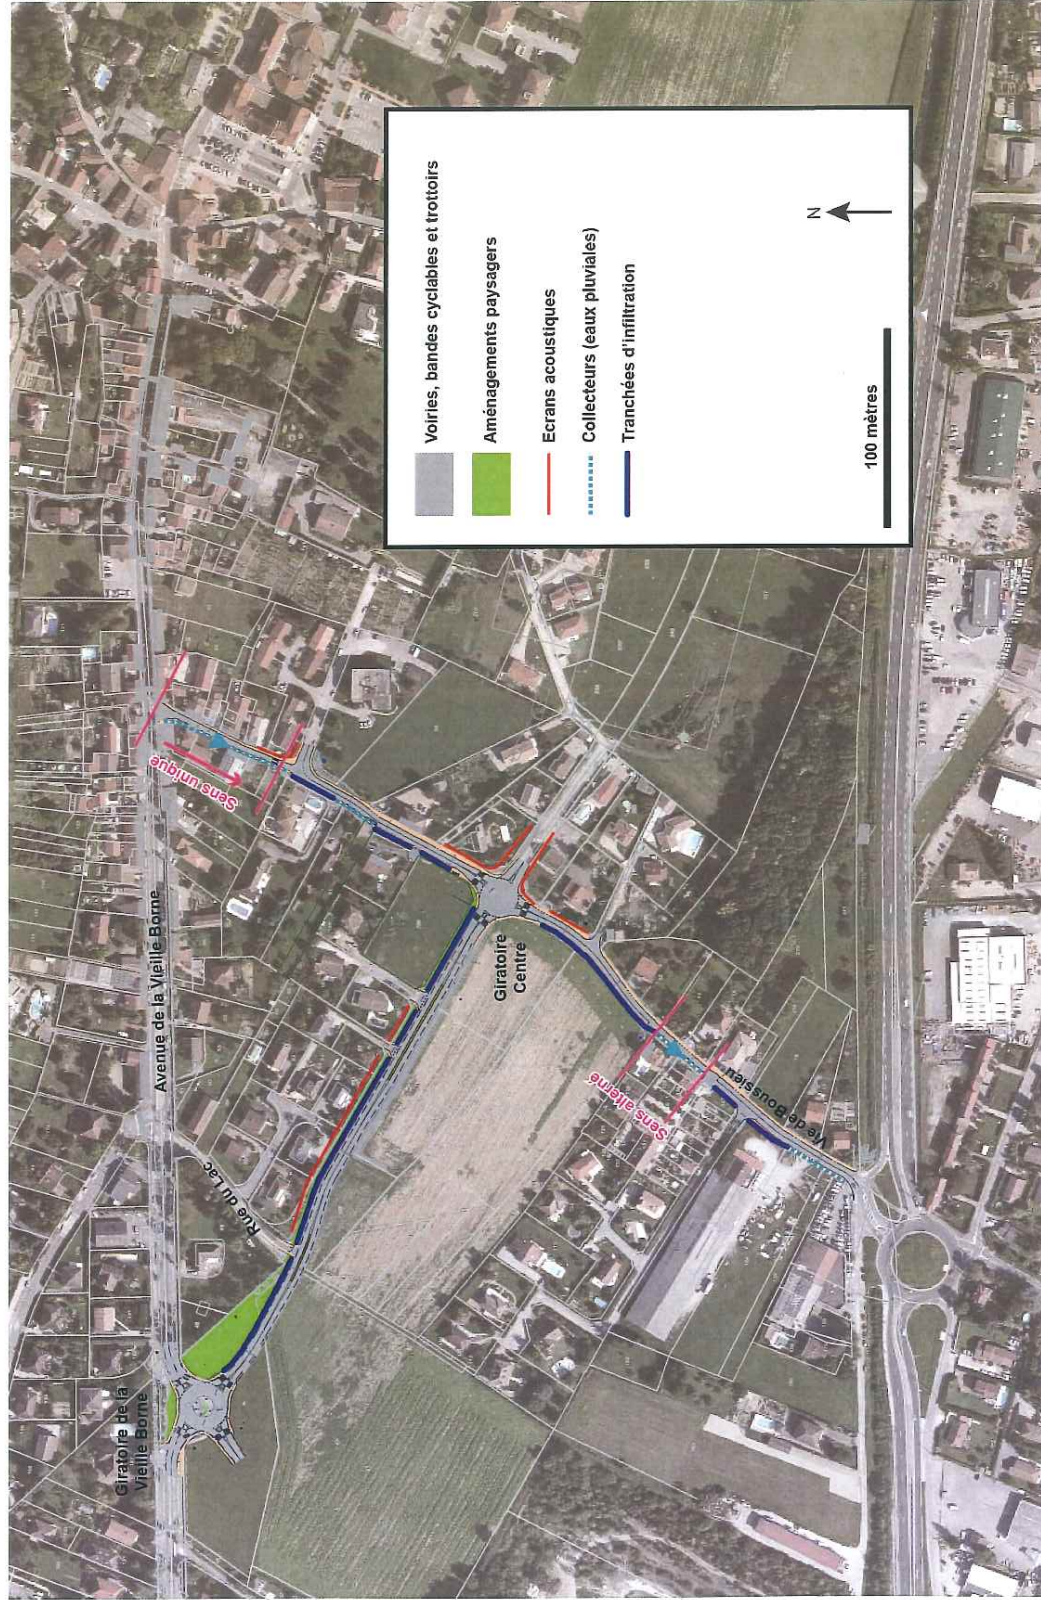 Giratoire de la
Vieille Borne
Avenue de la Vieille Borne
Rue du Lac
Sens unique
Giratoire
Centre
Sens alterné
Vie de Boussieu
Voiries, bandes cyclables et trottoirs
Aménagements paysagers
Ecrans acoustiques
Collecteurs (eaux pluviales)
Tranchées d'infiltration
100 mètres
N